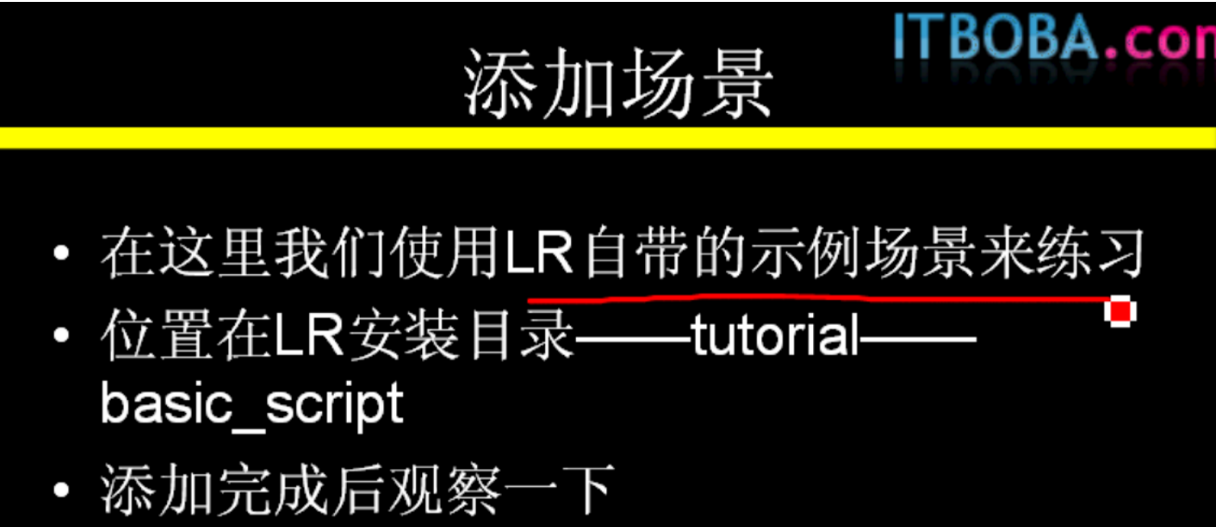 ITBOBA.com
添加场景
• 在这里我们使用LR自带的示例场景来练习
• 位置在LR安装目录——tutorial——
basic_script
• 添加完成后观察一下